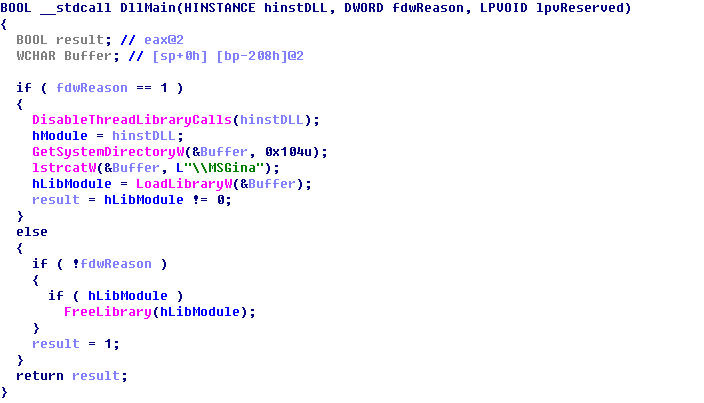 BOOL __stdcall DllMain(HINSTANCE hinstDLL, DWORD fdwReason, LPVOID lpvReserved)
{
  BOOL result; // eax@2
  WCHAR Buffer; // [sp+0h] [bp-208h]@2

  if ( fdwReason == 1 )
  {
    DisableThreadLibraryCalls(hinstDLL);
    hModule = hinstDLL;
    GetSystemDirectoryW(&Buffer, 0x104u);
    lstrcatW(&Buffer, L"\\MSGina");
    hLibModule = LoadLibraryW(&Buffer);
    result = hLibModule != 0;
  }
  else
  {
    if ( !fdwReason )
    {
      if ( hLibModule )
        FreeLibrary(hLibModule);
    }
    result = 1;
  }
  return result;
}